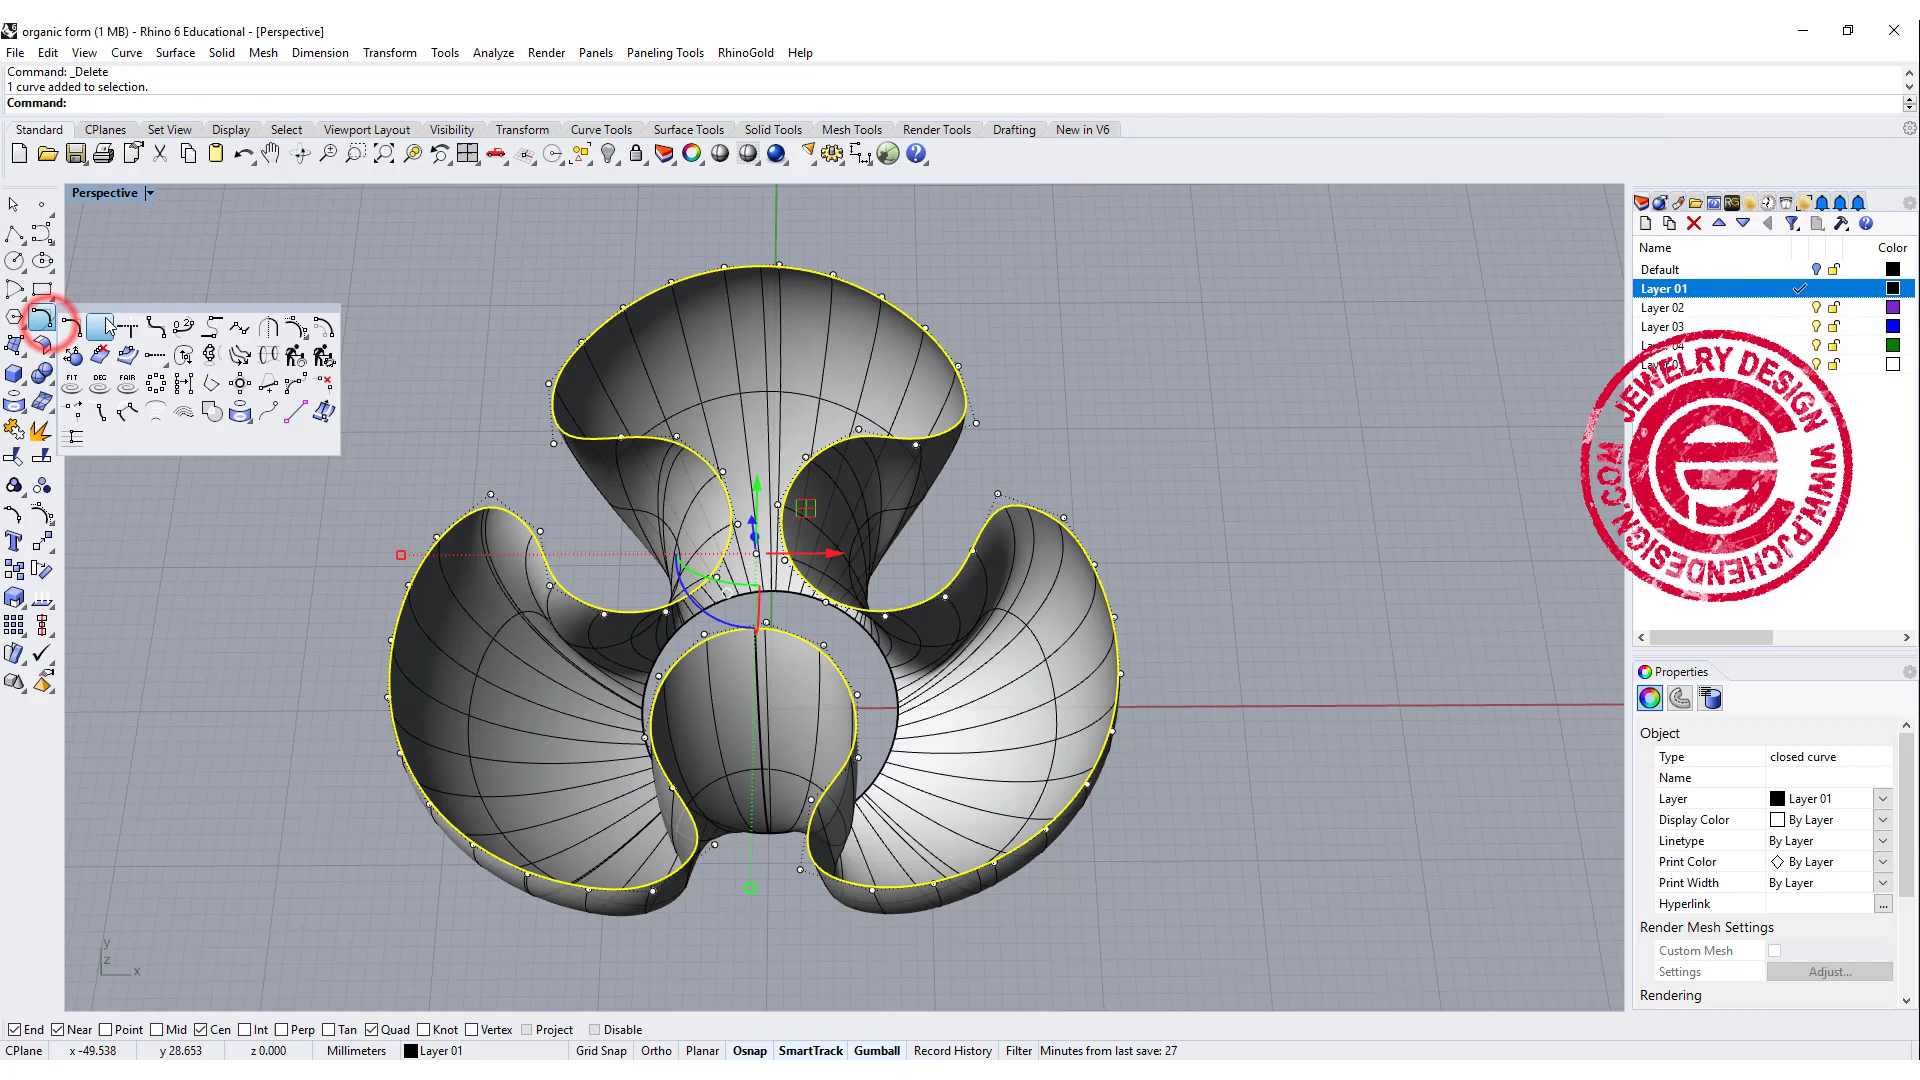 organic form (1 MB) - Rhino 6 Educational - [Perspective]
File Edit View Curve Surface Solid Mesh Dimension Transform Tools Analyze Render Panels Paneling Tools RhinoGold Help
Command: _Delete
1 curve added to selection.
Command:
Standard CPlanes Set View Display Select Viewport Layout Visibility Transform Curve Tools Surface Tools Solid Tools Mesh Tools Render Tools Drafting New in V6
Perspective
Name Color
Default
Layer 01
Layer 02
Layer 03
JEWELRY DESIGN WWW.PJCHENDESIGN.COM
FIT DEG FAIR
Properties
Object
Type closed curve
Name
Layer Layer 01
Display Color By Layer
Linetype By Layer
Print Color By Layer
Print Width By Layer
Hyperlink ...
Render Mesh Settings
Custom Mesh
Settings Adjust...
Rendering
y
z
x
End Near Point Mid Cen Int Perp Tan Quad Knot Vertex Project Disable
CPlane x -49.538 y 28.653 z 0.000 Millimeters Layer 01 Grid Snap Ortho Planar Osnap SmartTrack Gumball Record History Filter Minutes from last save: 27